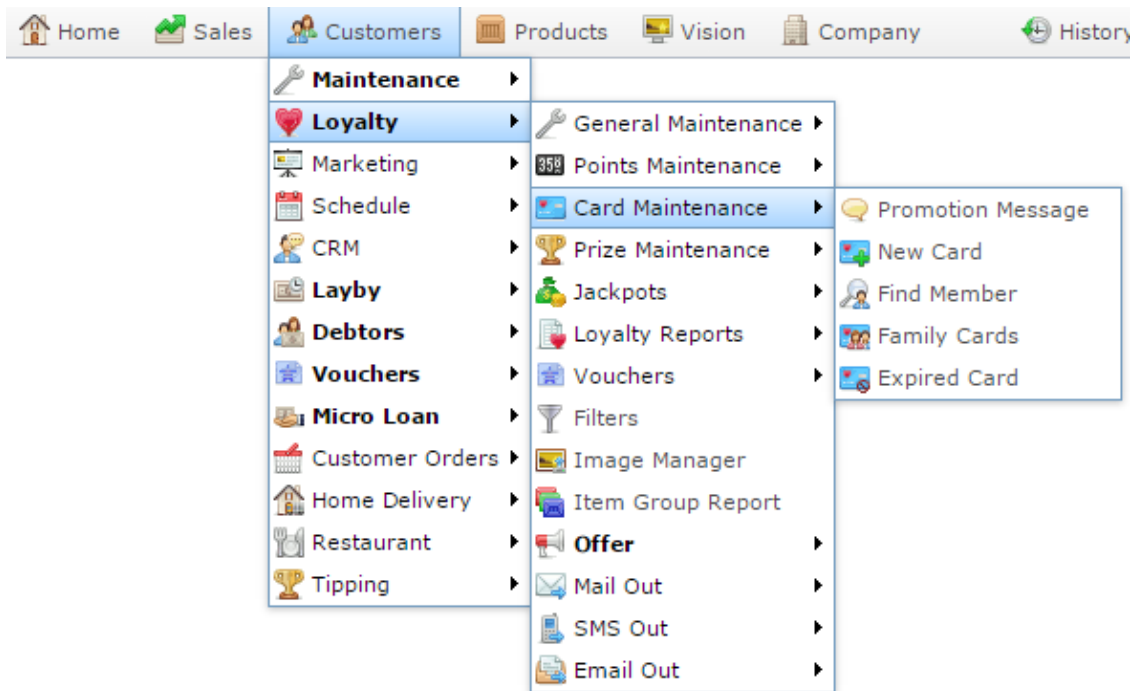 Home Sales Customers Products Vision Company History
Maintenance
Loyalty
Marketing
Schedule
CRM
Layby
Debtors
Vouchers
Micro Loan
Customer Orders
Home Delivery
Restaurant
Tipping
General Maintenance
358 Points Maintenance
Card Maintenance
Prize Maintenance
Jackpots
Loyalty Reports
Vouchers
Filters
Image Manager
Item Group Report
Offer
Mail Out
SMS Out
Email Out
Promotion Message
New Card
Find Member
Family Cards
Expired Card